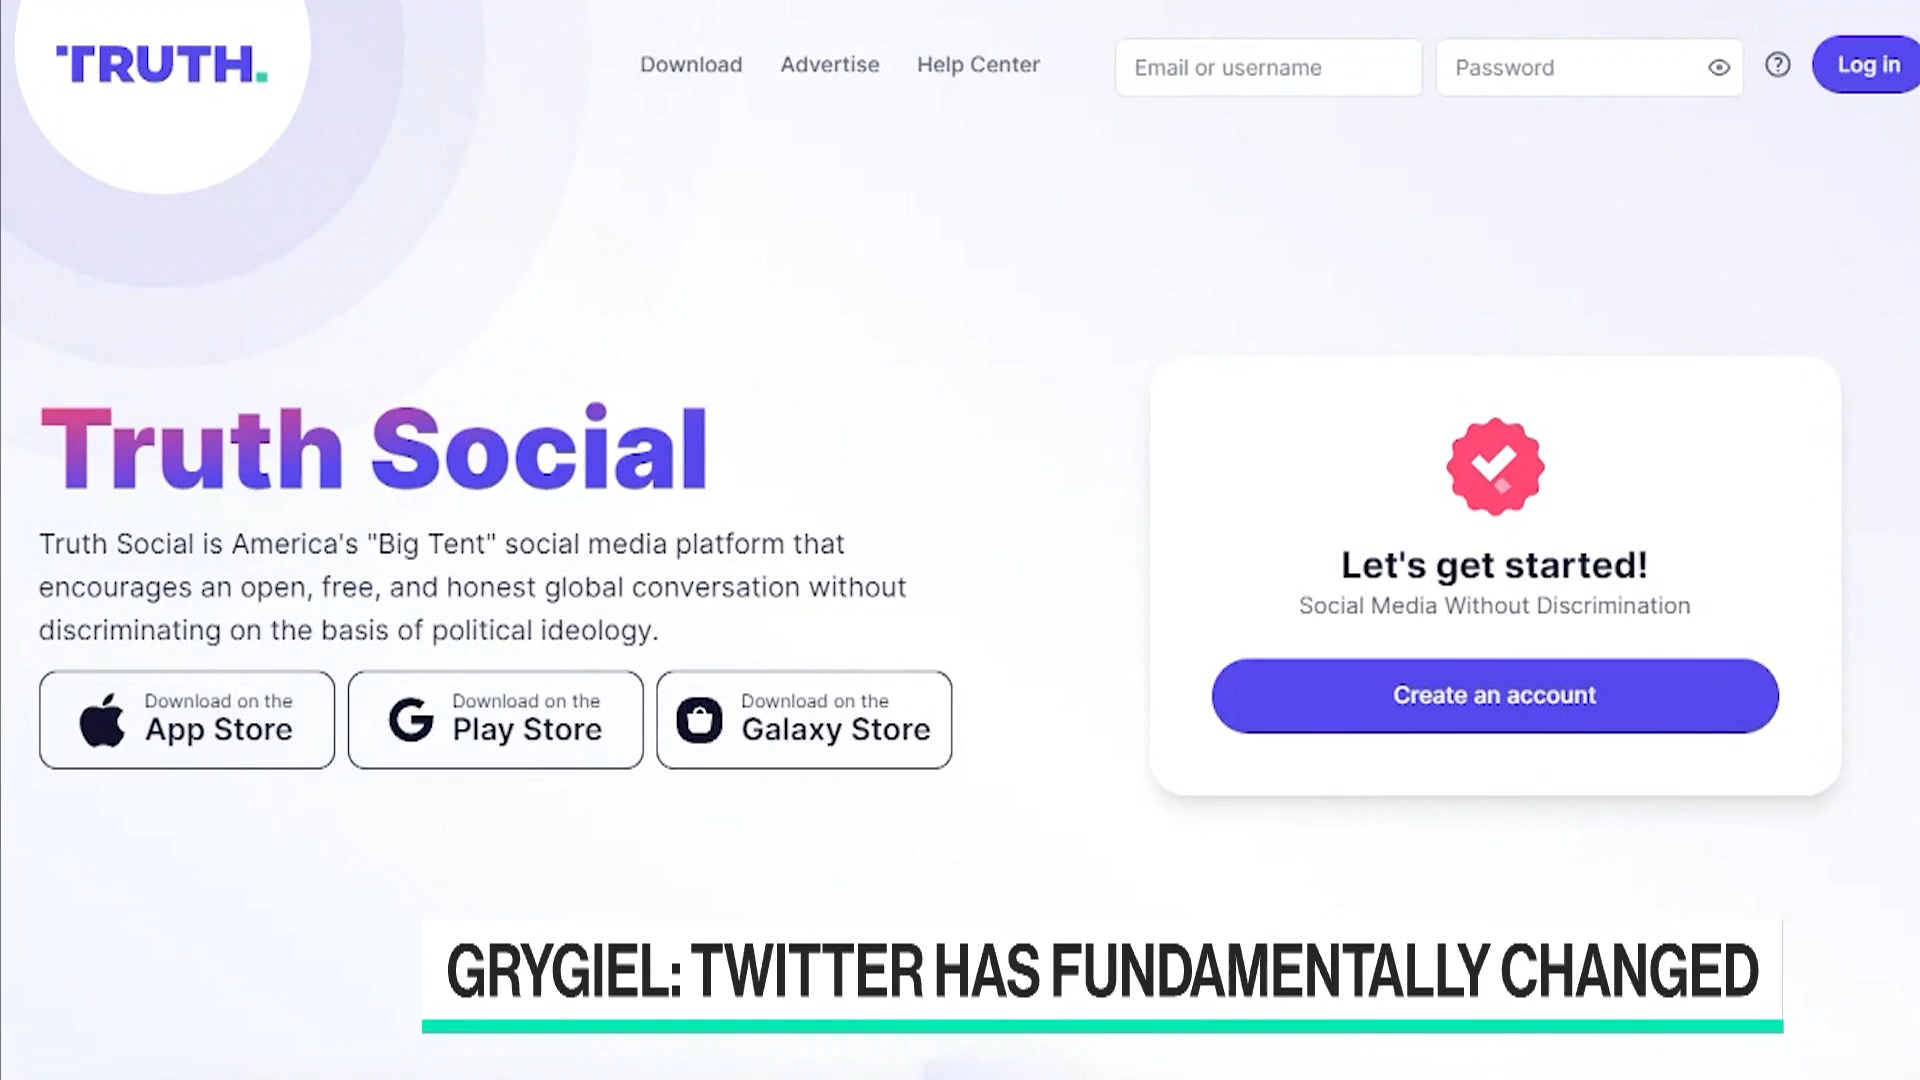 TRUTH.
Download
Advertise
Help Center
Email or username
Password
Log in
Truth Social
Truth Social is America's "Big Tent" social media platform that
encourages an open, free, and honest global conversation without
discriminating on the basis of political ideology.
Download on the
App Store
Download on the
Play Store
Download on the
Galaxy Store
Let's get started!
Social Media Without Discrimination
Create an account
GRYGIEL: TWITTER HAS FUNDAMENTALLY CHANGED